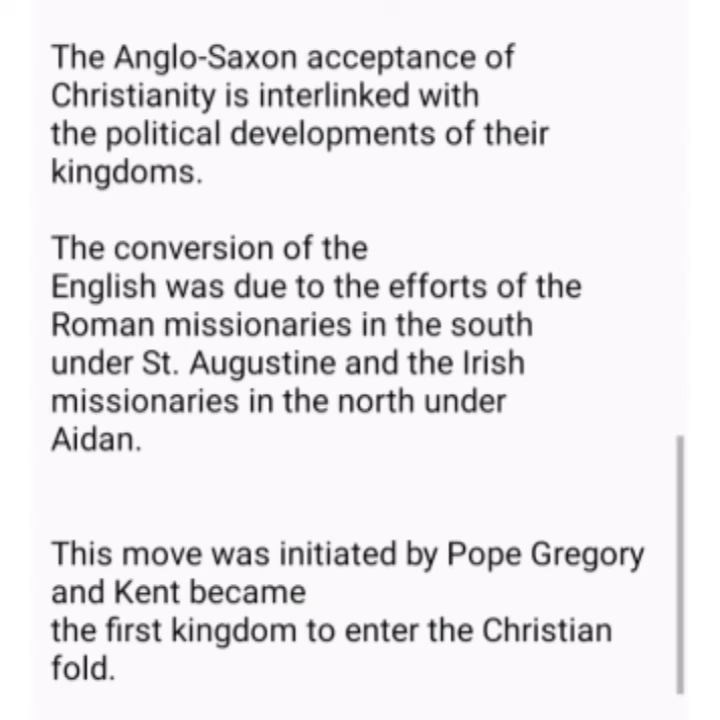 The Anglo-Saxon acceptance of
Christianity is interlinked with
the political developments of their
kingdoms.
The conversion of the
English was due to the efforts of the
Roman missionaries in the south
under St. Augustine and the Irish
missionaries in the north under
Aidan.
This move was initiated by Pope Gregory
and Kent became
the first kingdom to enter the Christian
fold.